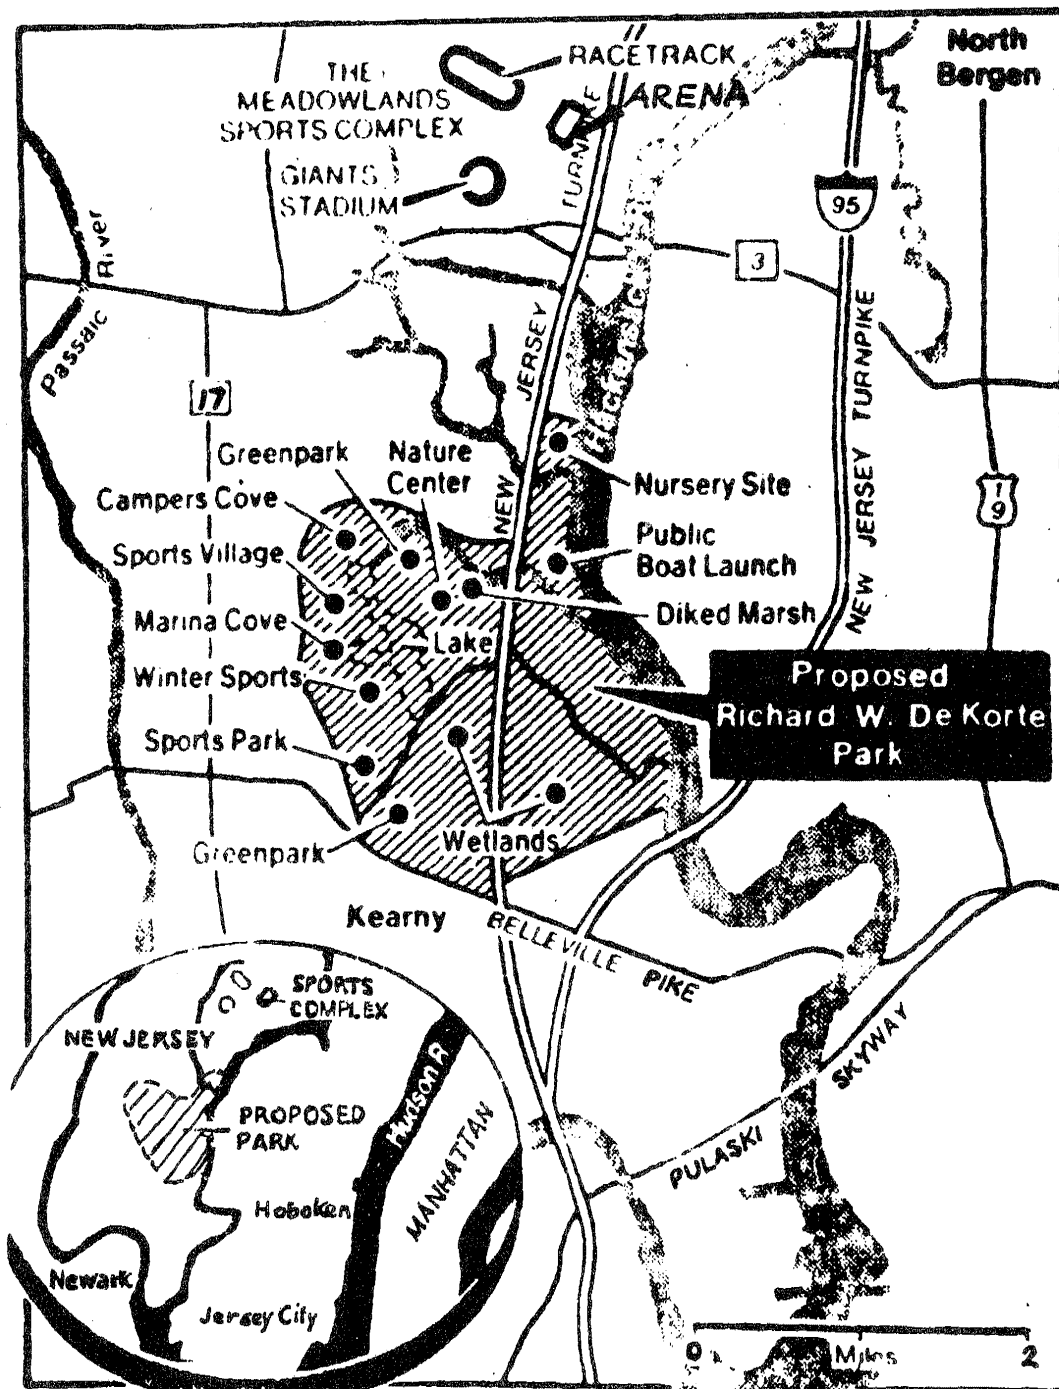 North
Bergen
RACETRACK
THE
MEADOWLANDS
SPORTS COMPLEX
ARENA
GIANTS
STADIUM
TURNPIKE
JERSEY
NEW
95
3
River
Passaic
17
Hackensack
NEW JERSEY TURNPIKE
1
9
Greenpark
Nature
Center
Campers Cove
Nursery Site
Sports Village
Public
Boat Launch
Marina Cove
Diked Marsh
Lake
Winter Sports
Proposed
Richard W. De Korte
Park
Sports Park
Wetlands
Greenpark
Kearny
BELLEVILLE PIKE
PULASKI SKYWAY
SPORTS
COMPLEX
NEW JERSEY
PROPOSED
PARK
Hudson R
MANHATTAN
Hoboken
Newark
Jersey City
0 Miles 2